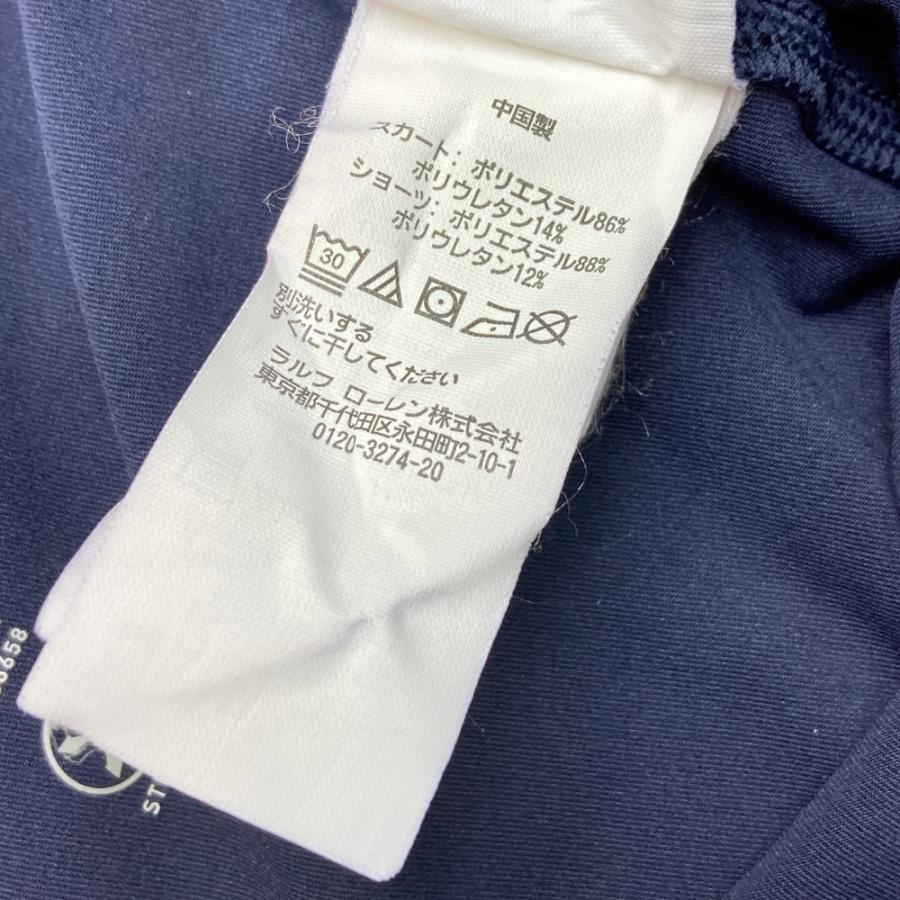 中国製
スカート: ポリエステル86%
ポリウレタン14%
ショーツ: ポリエステル88%
ポリウレタン12%
30
別洗いする
すぐに干してください
ラルフ ローレン株式会社
東京都千代田区永田町2-10-1
0120-3274-20